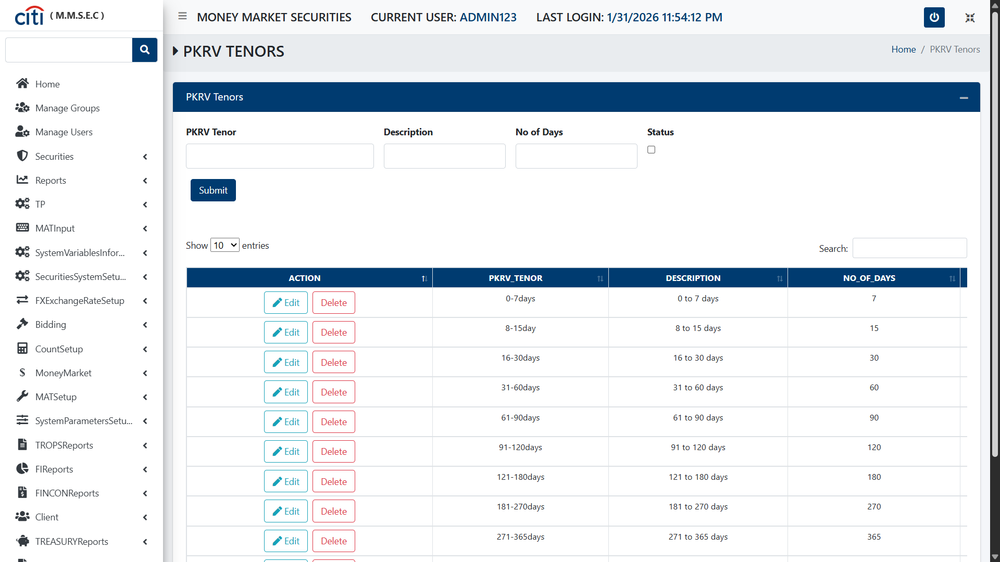 citi ( M.M.S.E.C )
MONEY MARKET SECURITIES CURRENT USER: ADMIN123 LAST LOGIN: 1/31/2026 11:54:12 PM
PKRV TENORS
Home / PKRV Tenors
Home
Manage Groups
Manage Users
Securities
Reports
TP
MATInput
SystemVariablesInfor...
SecuritiesSystemSetu...
FXExchangeRateSetup
Bidding
CountSetup
MoneyMarket
MATSetup
SystemParametersSetu...
TROPSReports
FIReports
FINCONReports
Client
TREASURYReports
PKRV Tenors
PKRV Tenor Description No of Days Status
Submit
Show 10 entries
Search:
ACTION PKRV_TENOR DESCRIPTION NO_OF_DAYS
Edit Delete 0-7days 0 to 7 days 7
Edit Delete 8-15day 8 to 15 days 15
Edit Delete 16-30days 16 to 30 days 30
Edit Delete 31-60days 31 to 60 days 60
Edit Delete 61-90days 61 to 90 days 90
Edit Delete 91-120days 91 to 120 days 120
Edit Delete 121-180days 121 to 180 days 180
Edit Delete 181-270days 181 to 270 days 270
Edit Delete 271-365days 271 to 365 days 365